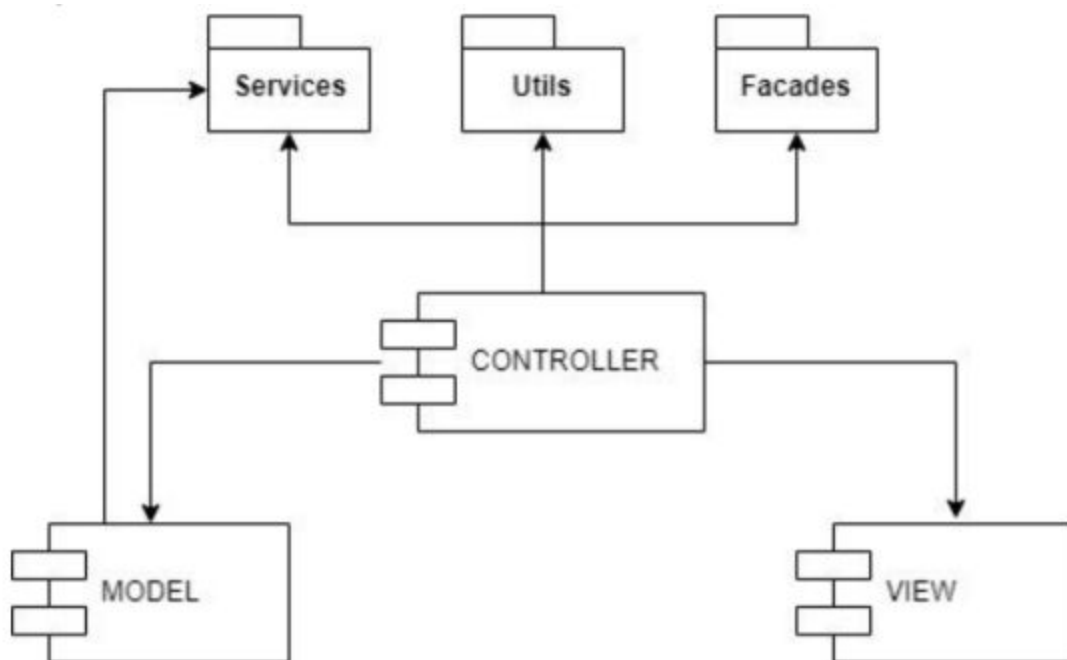 Services
Utils
Facades
CONTROLLER
MODEL
VIEW